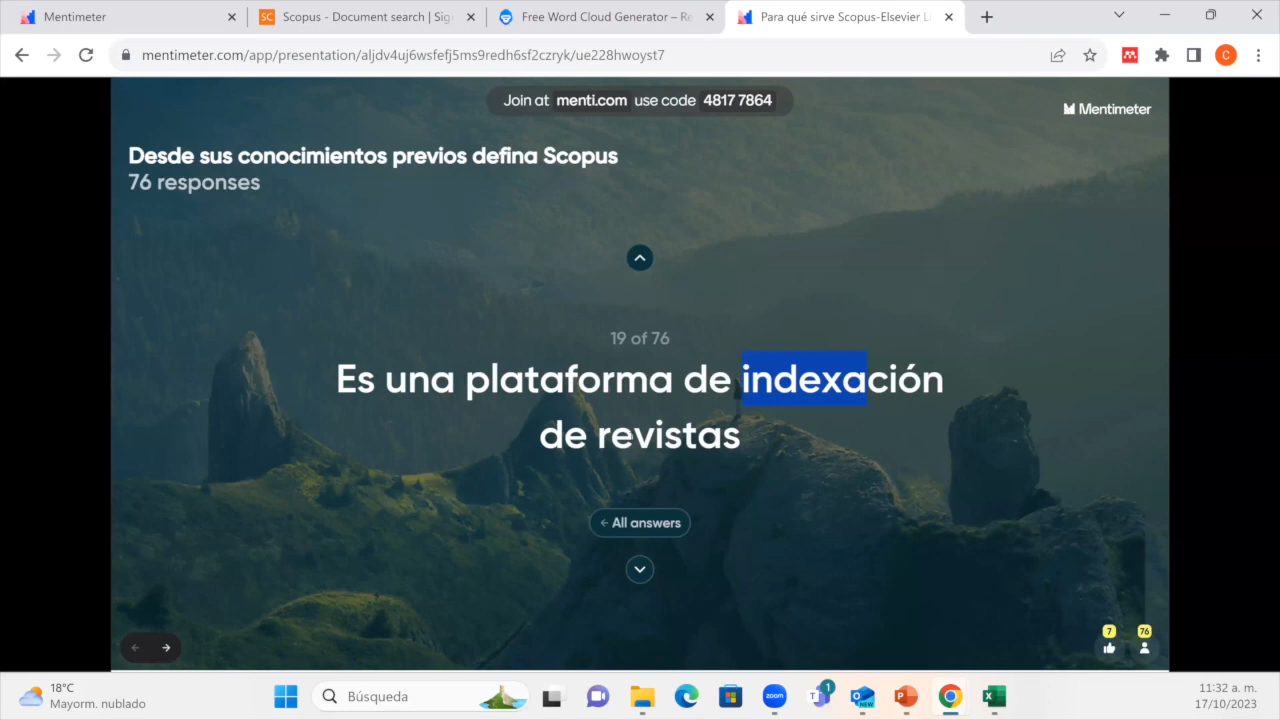 Mentimeter
Scopus - Document search | Sig
Free Word Cloud Generator – Re
Para qué sirve Scopus-Elsevier L
mentimeter.com/app/presentation/aljdv4uj6wsfefj5ms9redh6sf2czryk/ue228hwoyst7
C
Join at menti.com use code 4817 7864
Mentimeter
Desde sus conocimientos previos defina Scopus
76 responses
19 of 76
Es una plataforma de indexación
de revistas
← All answers
7
76
18°C
Mayorm. nublado
Búsqueda
zoom
1
NEW
11:32 a. m.
17/10/2023